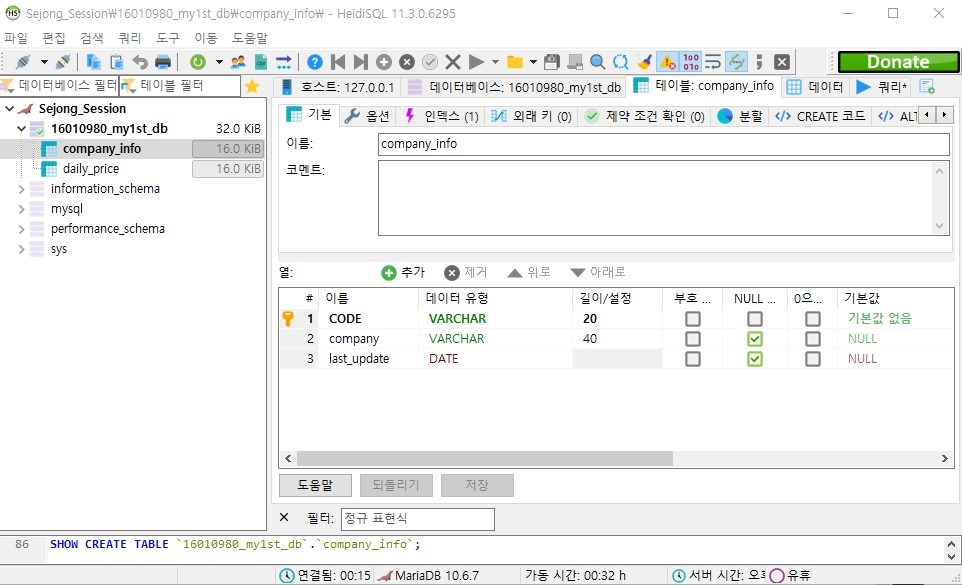 Sejong_Session₩16010980_my1st_db₩company_info₩ - HeidiSQL 11.3.0.6295
파일 편집 검색 쿼리 도구 이동 도움말
Donate
데이터베이스 필터 테이블 필터
호스트: 127.0.0.1 데이터베이스: 16010980_my1st_db 테이블: company_info 데이터 쿼리*
Sejong_Session
16010980_my1st_db 32.0 KiB
company_info 16.0 KiB
daily_price 16.0 KiB
information_schema
mysql
performance_schema
sys
기본 옵션 인덱스 (1) 외래 키 (0) 제약 조건 확인 (0) 분할 </> CREATE 코드 </> ALT
이름: company_info
코멘트:
열: 추가 제거 위로 아래로
# 이름 데이터 유형 길이/설정 부호 ... NULL ... 0으... 기본값
1 CODE VARCHAR 20 기본값 없음
2 company VARCHAR 40 NULL
3 last_update DATE NULL
도움말 되돌리기 저장
필터: 정규 표현식
86 SHOW CREATE TABLE `16010980_my1st_db`.`company_info`;
연결됨: 00:15 MariaDB 10.6.7 가동 시간: 00:32 h 서버 시간: 오후 유휴